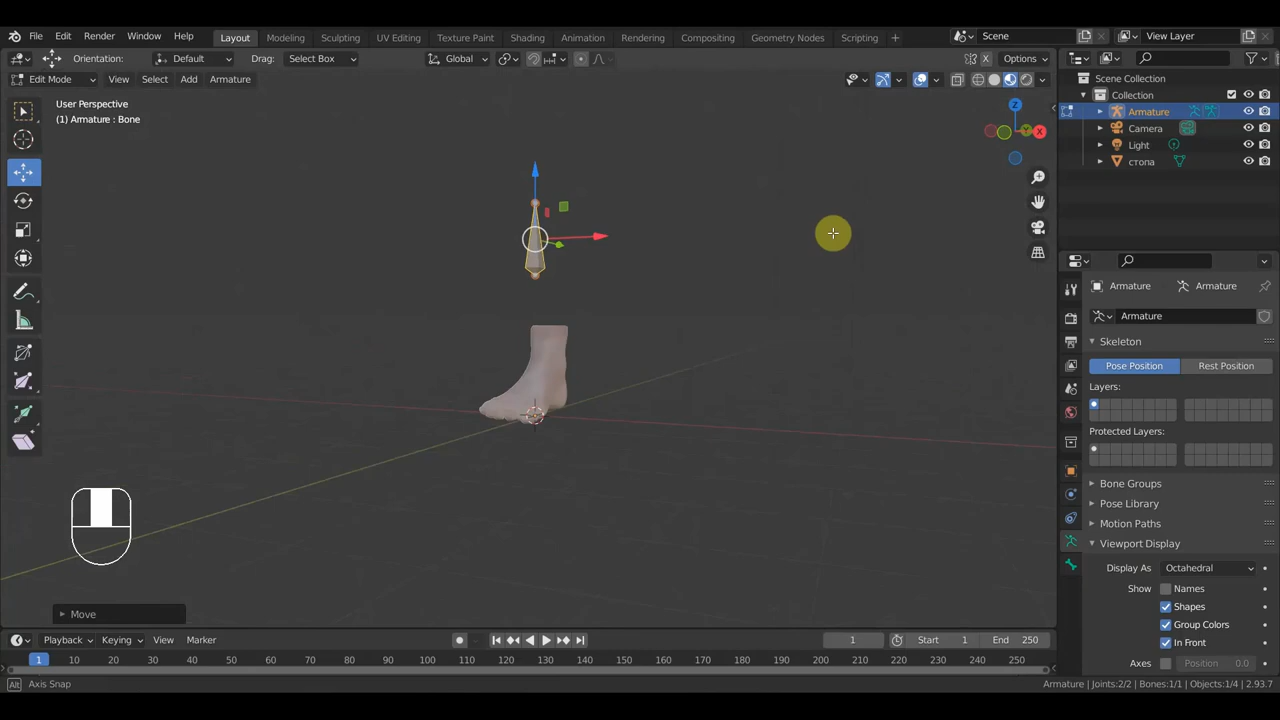 File Edit Render Window Help Layout Modeling Sculpting UV Editing Texture Paint Shading Animation Rendering Compositing Geometry Nodes Scripting + Scene View Layer
Orientation: Default Drag: Select Box Global X Options
Edit Mode View Select Add Armature
Scene Collection
Collection
Armature
Camera
Light
стопа
User Perspective
(1) Armature : Bone
Z
X
Armature Armature
Armature
Skeleton
Pose Position Rest Position
Layers:
Protected Layers:
Bone Groups
Pose Library
Motion Paths
Viewport Display
Display As Octahedral
Show Names
Shapes
Group Colors
In Front
Axes Position 0.0
Move
Playback Keying View Marker 1 Start 1 End 250
1 10 20 30 40 50 60 70 80 90 100 110 120 130 140 150 160 170 180 190 200 210 220 230 240 250
Alt Axis Snap Armature | Joints:2/2 | Bones:1/1 | Objects:1/4 | 2.93.7